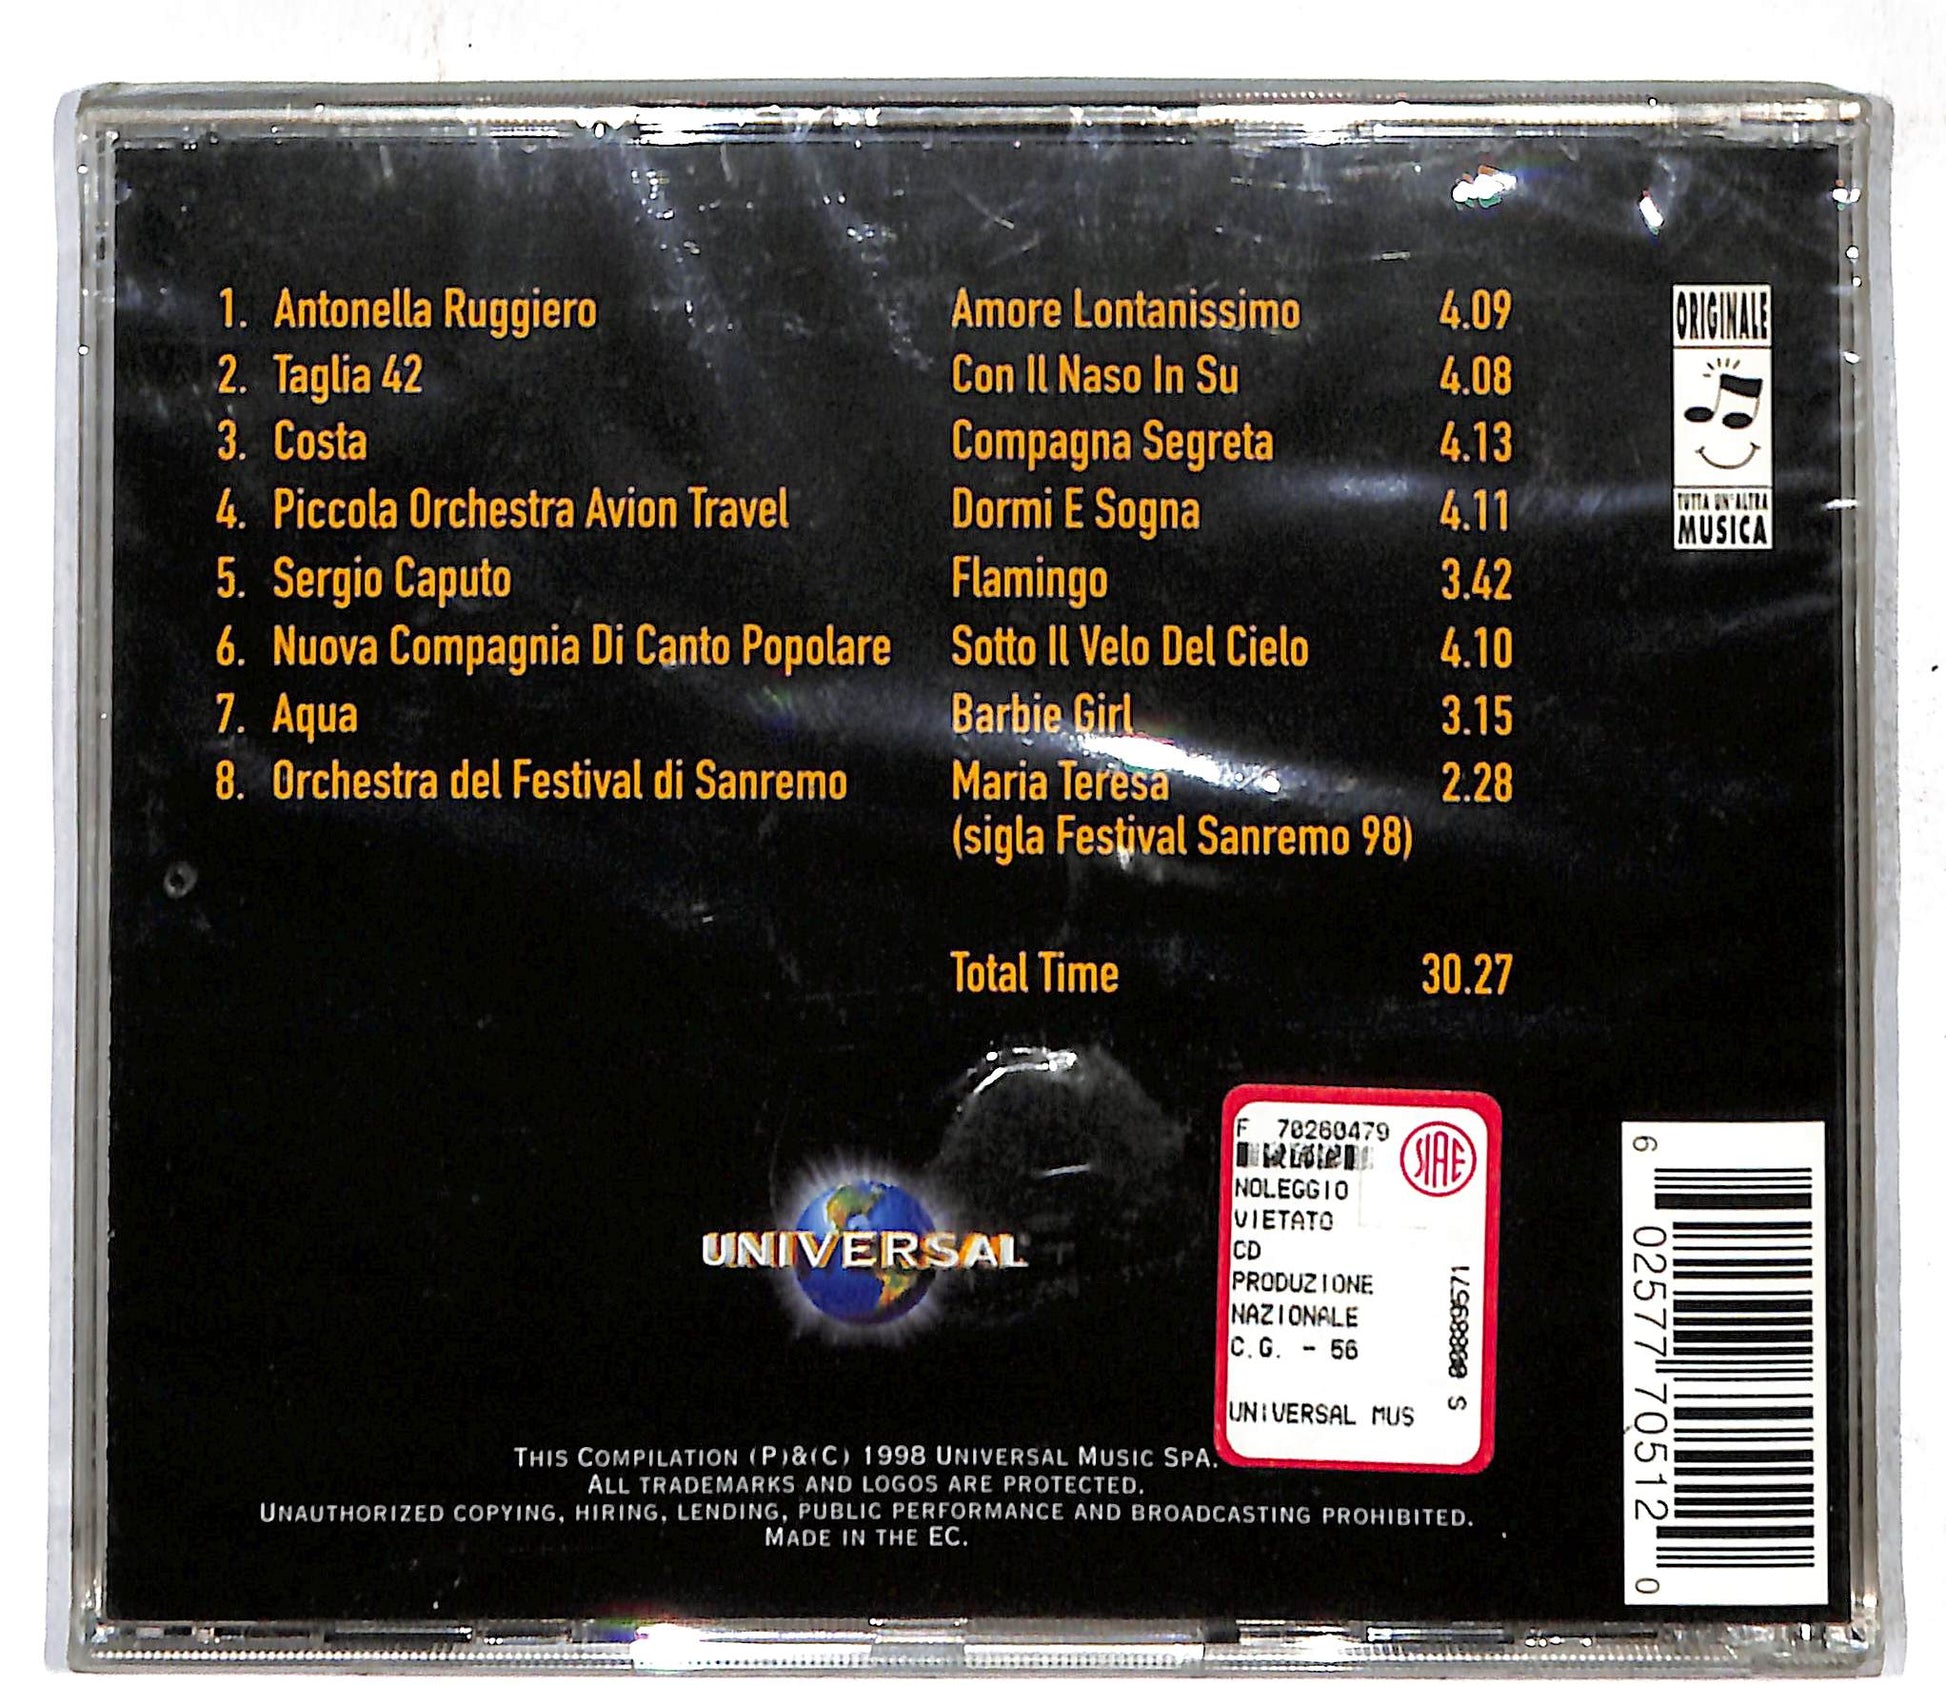 1. Antonella Ruggiero Amore Lontanissimo 4.09
2. Taglia 42 Con Il Naso In Su 4.08
3. Costa Compagna Segreta 4.13
4. Piccola Orchestra Avion Travel Dormi E Sogna 4.11
5. Sergio Caputo Flamingo 3.42
6. Nuova Compagnia Di Canto Popolare Sotto Il Velo Del Cielo 4.10
7. Aqua Barbie Girl 3.15
8. Orchestra del Festival di Sanremo Maria Teresa 2.28
(sigla Festival Sanremo 98)
Total Time 30.27
ORIGINALE
TUTTA UN'ALTRA
MUSICA
UNIVERSAL
F 70260479
SIAE
NOLEGGIO
VIETATO
CD
PRODUZIONE
NAZIONALE
C.G. - 56
UNIVERSAL MUS
S 008869571
THIS COMPILATION (P)&(C) 1998 UNIVERSAL MUSIC SPA.
ALL TRADEMARKS AND LOGOS ARE PROTECTED.
UNAUTHORIZED COPYING, HIRING, LENDING, PUBLIC PERFORMANCE AND BROADCASTING PROHIBITED.
MADE IN THE EC.
6 02577 70512 0